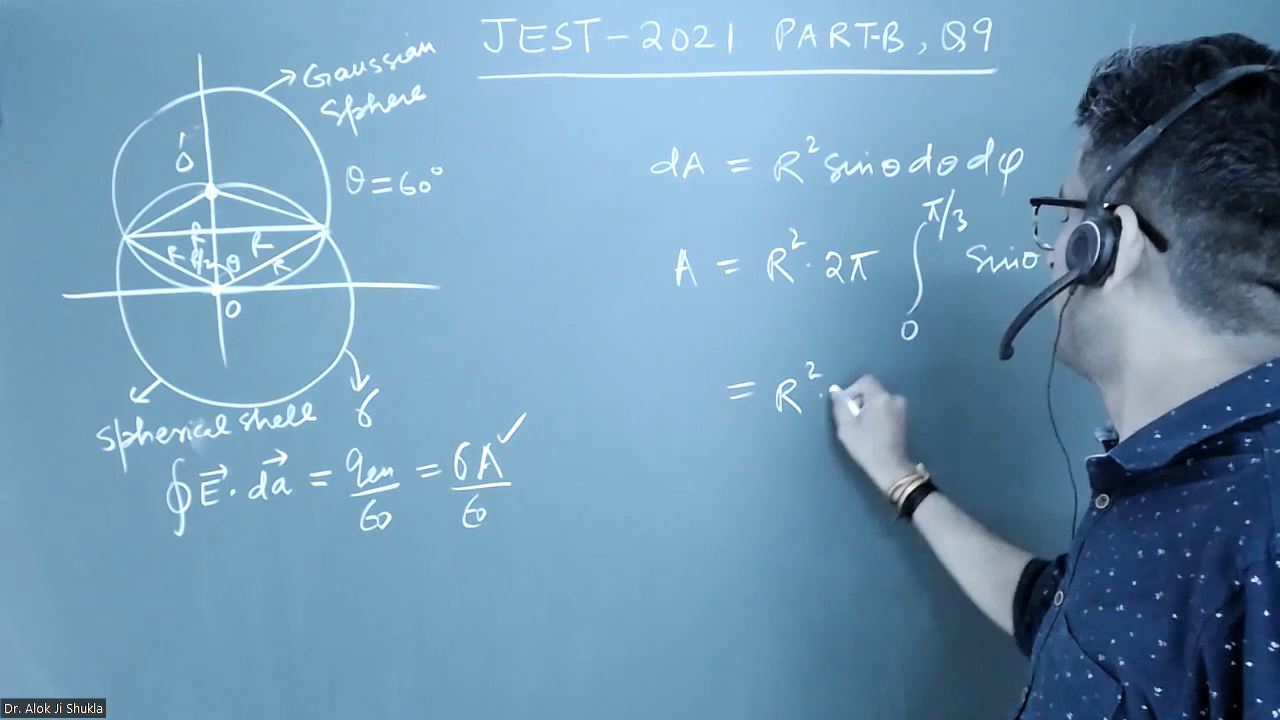 JEST-2021 PART-B, Q9
Gaussian
sphere
O'
θ = 60°
R
R
R
R
R/2
θ
O
spherical shell
σ
∮ E⃗ · da⃗ = qen/ε0 = σA/ε0 ✓
dA = R² sinθ dθ dφ
A = R² · 2π ∫₀^{π/3} sinθ
= R² ·
Dr. Alok Ji Shukla